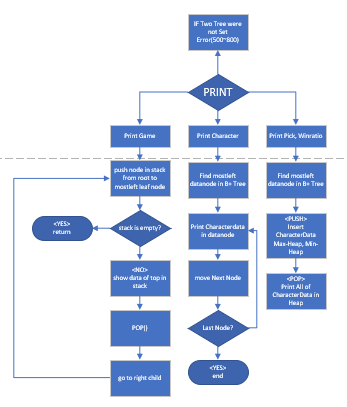 IF Two Tree were
not Set
Error(500~800)
PRINT
Print Game
Print Character
Print Pick, Winratio
push node in stack
from root to
mostleft leaf node
Find mostleft
datanode in B+ Tree
Find mostleft
datanode in B+ Tree
<YES>
return
stack is empty?
Print Characterdata
in datanode
<PUSH>
Insert
CharacterData
Max-Heap, Min-
Heap
<NO>
show data of top in
stack
move Next Node
<POP>
Print All of
CharacterData in
Heap
POP()
Last Node?
go to right child
<YES>
end